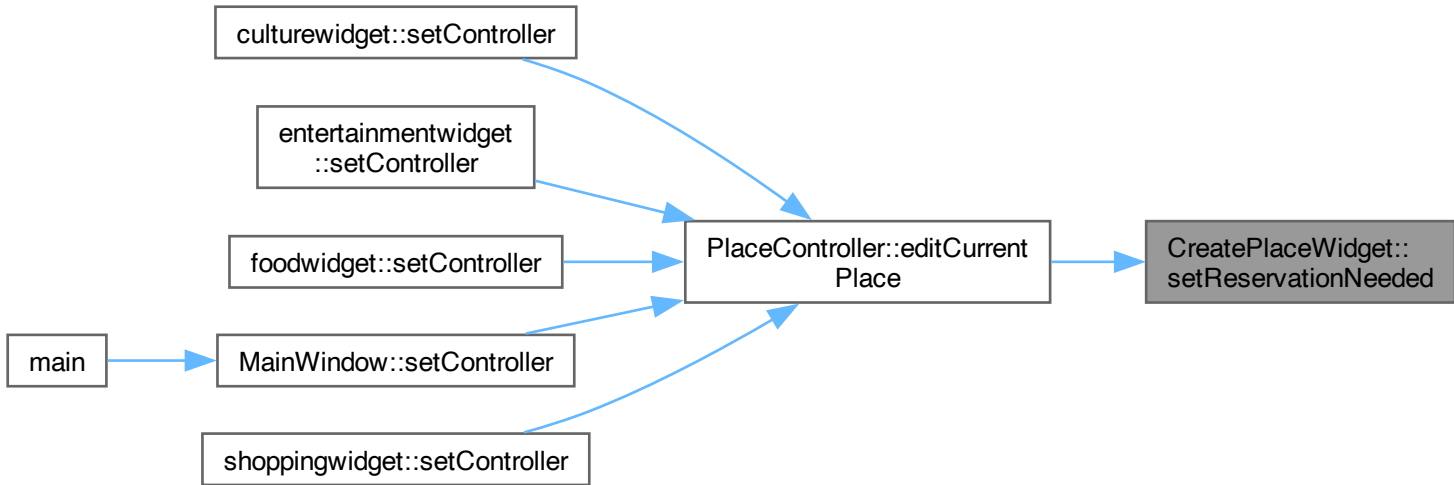 culturewidget::setController
entertainmentwidget
::setController
foodwidget::setController
main
MainWindow::setController
shoppingwidget::setController
PlaceController::editCurrent
Place
CreatePlaceWidget::
setReservationNeeded